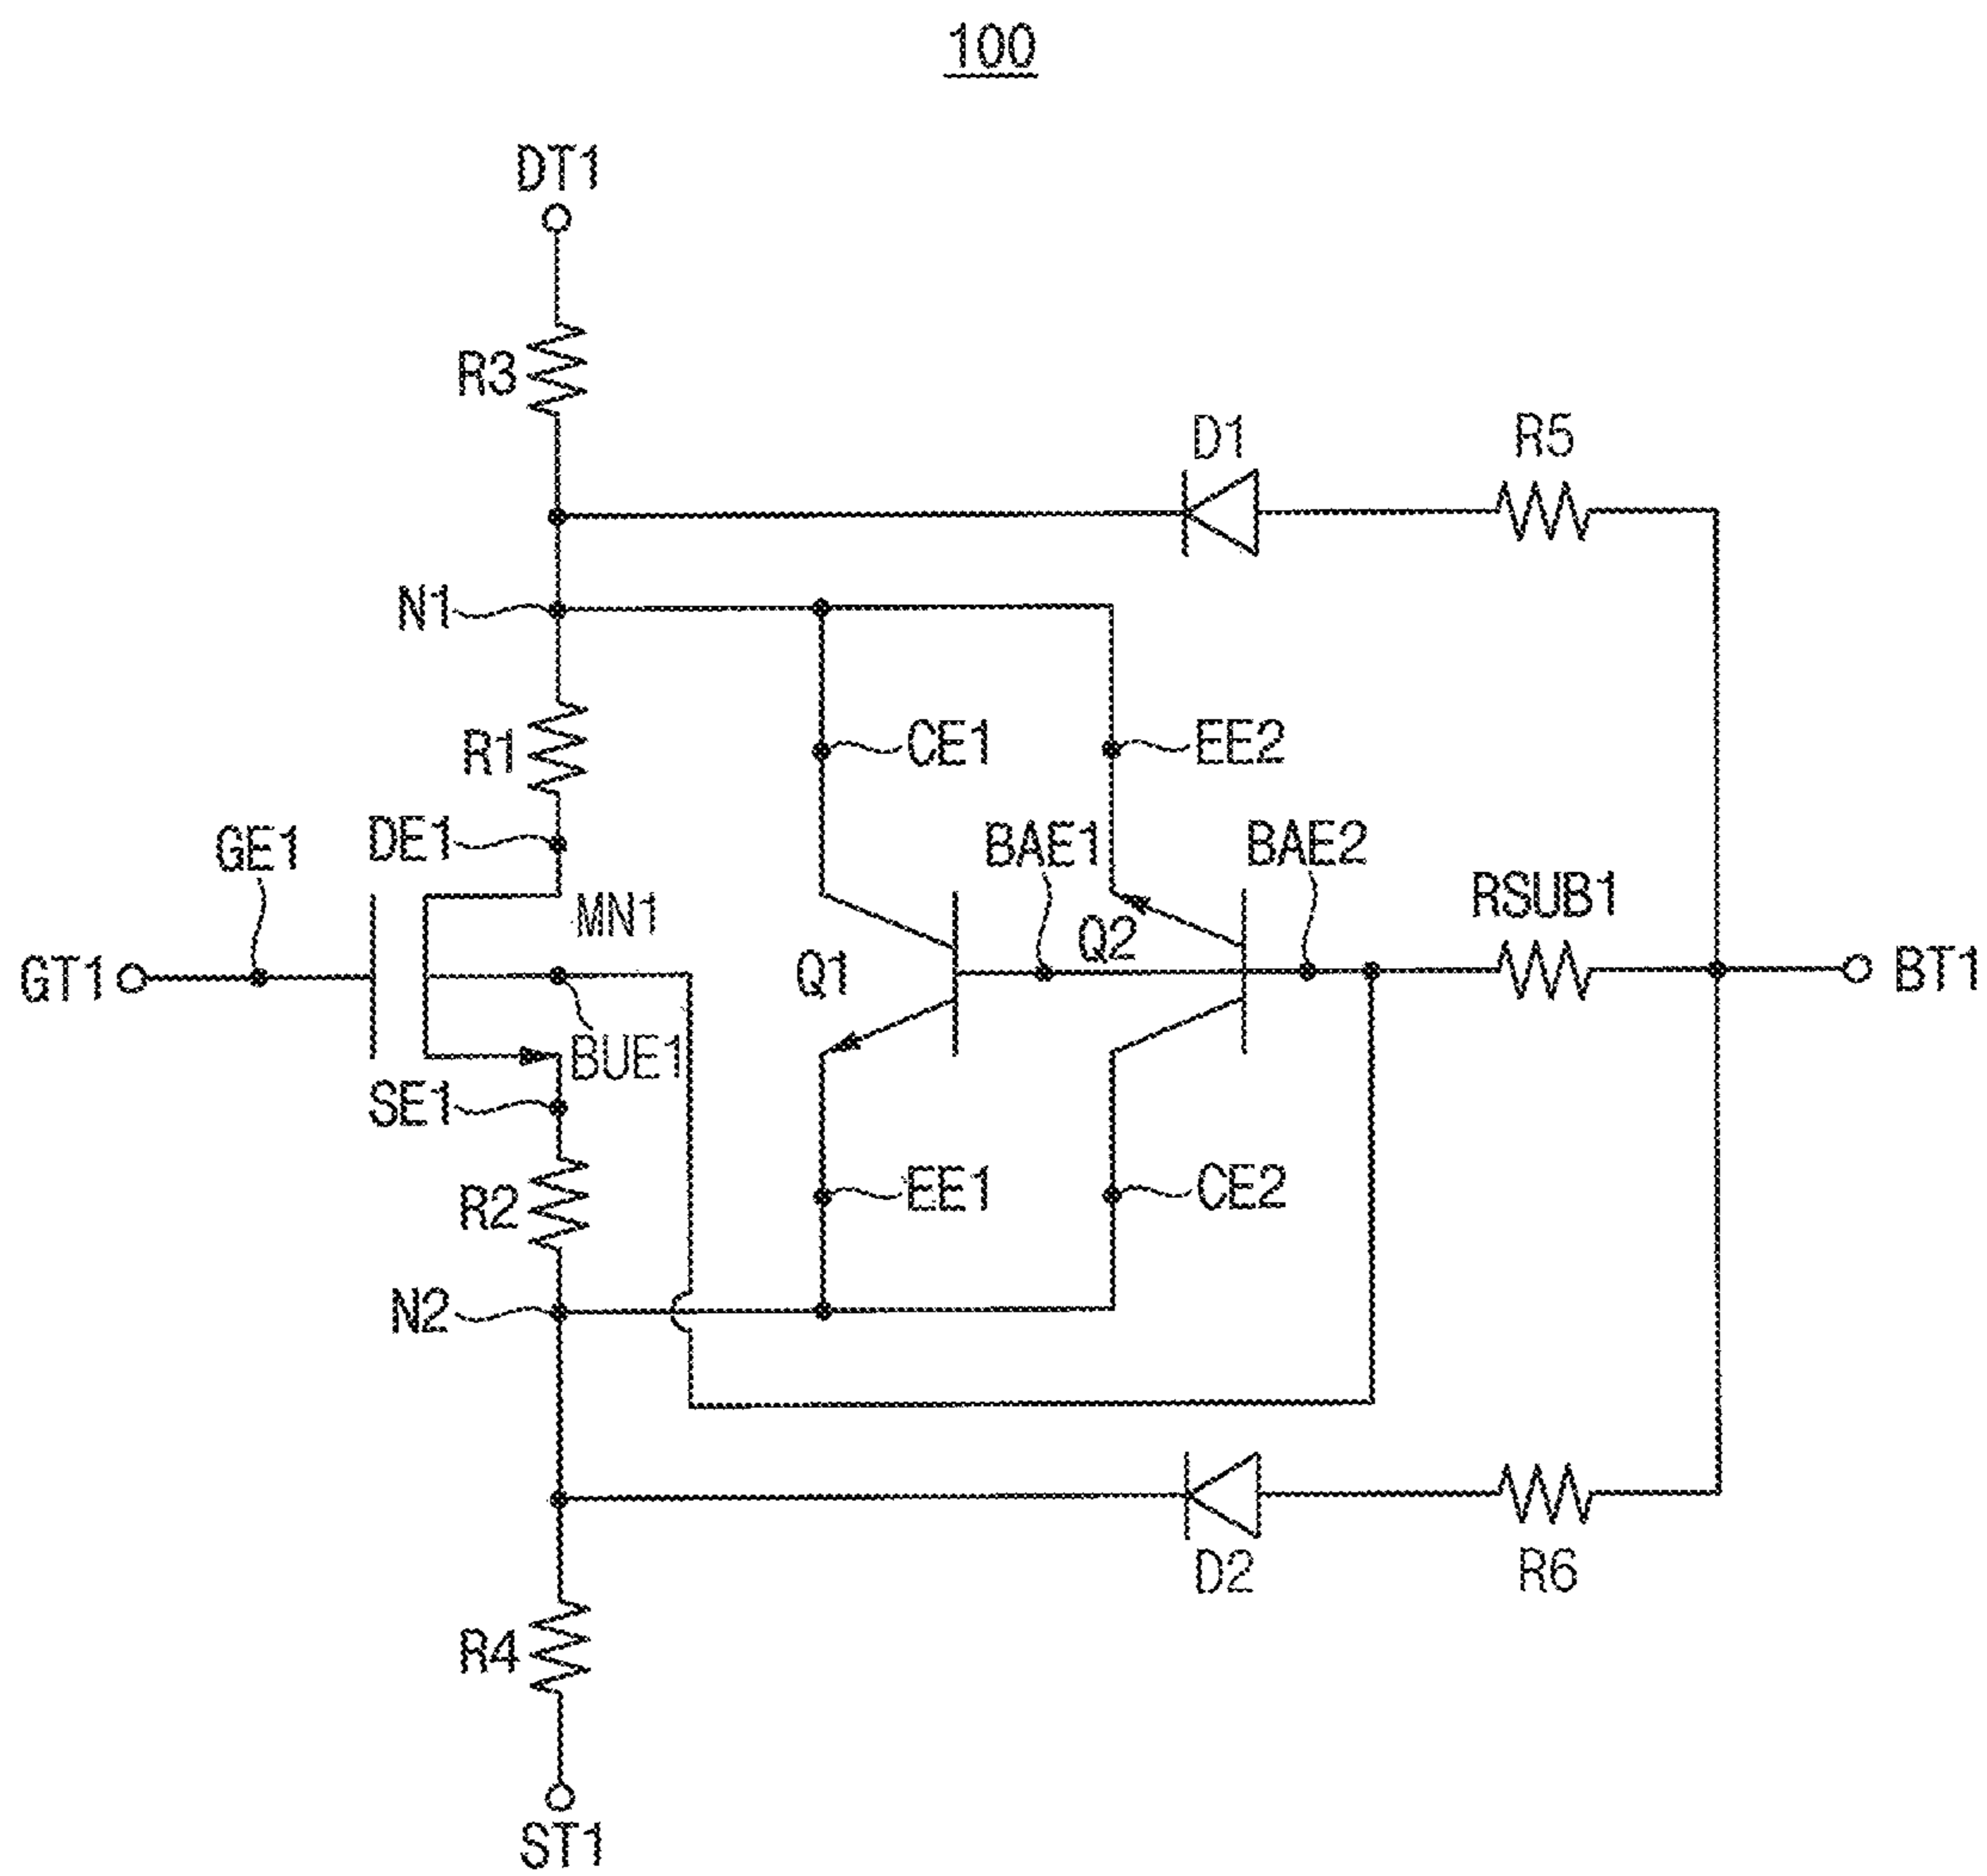 100
DT1
R3
D1
R5
N1
R1
CE1
EE2
GE1
DE1
BAE1
BAE2
RSUB1
MN1
Q2
Q1
GT1
BT1
BUE1
SE1
R2
EE1
CE2
N2
D2
R6
R4
ST1